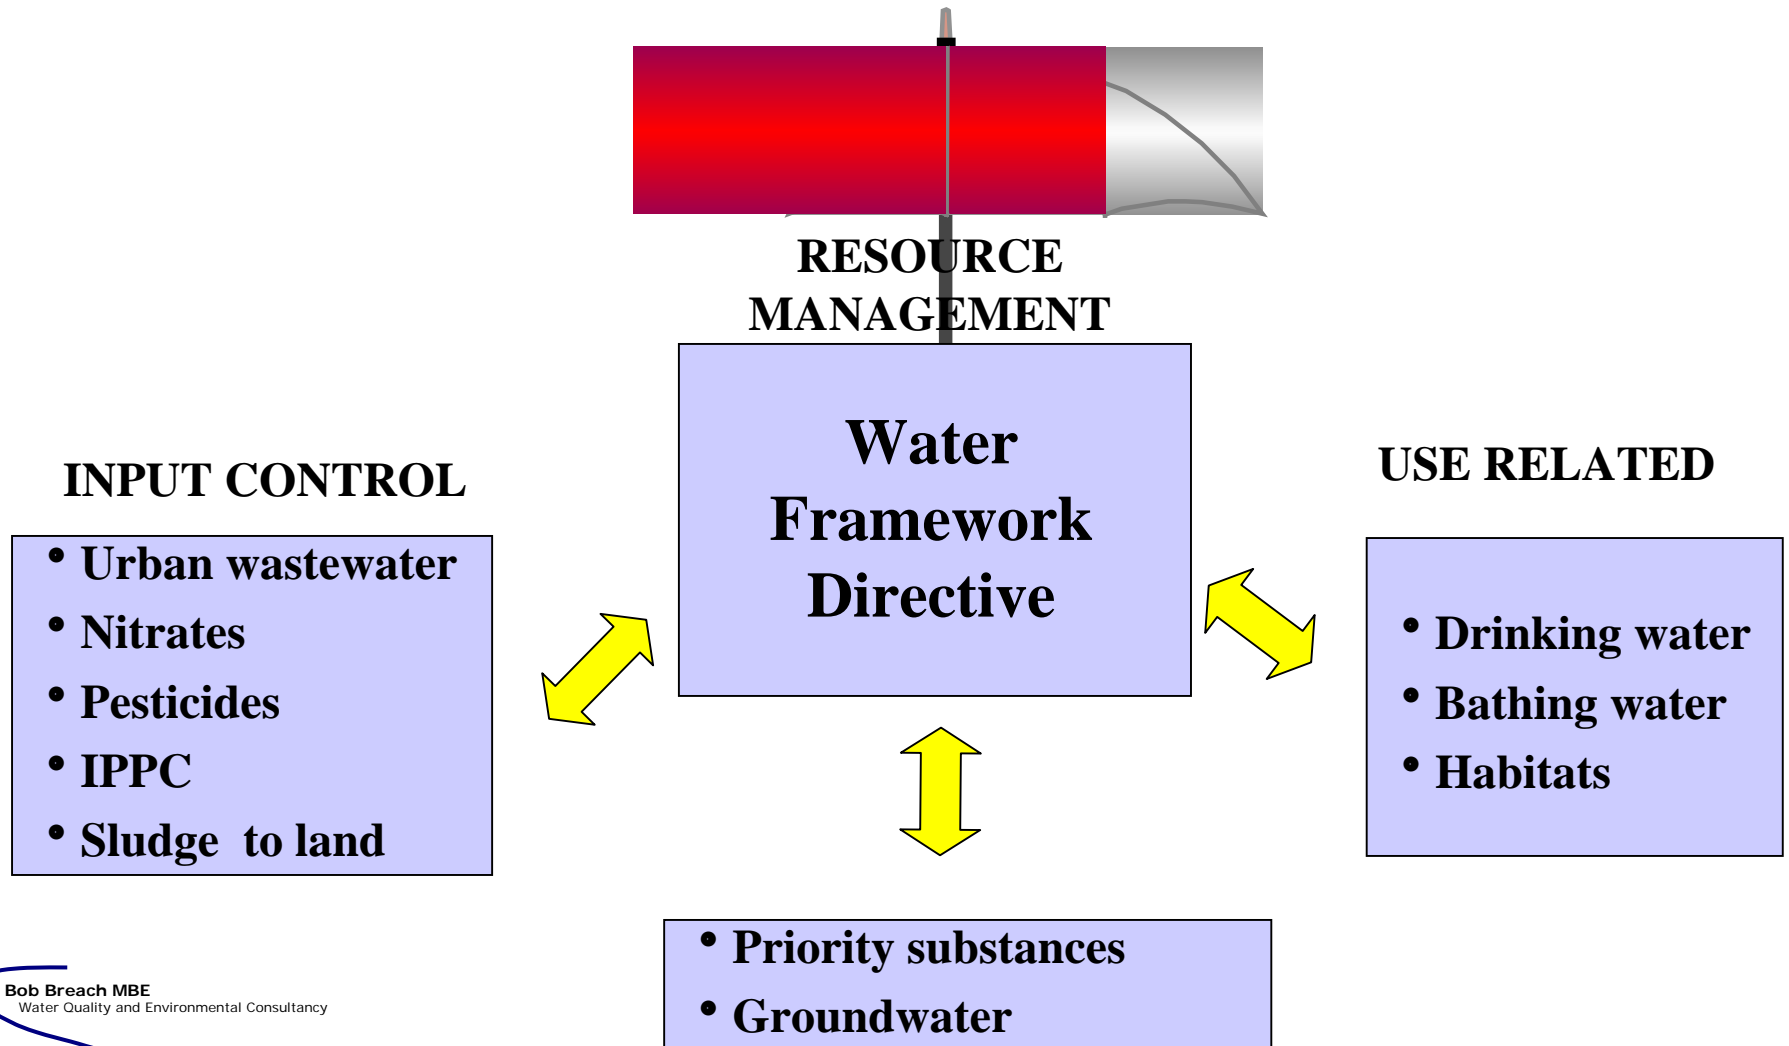 RESOURCE
MANAGEMENT
Water
Framework
Directive
INPUT CONTROL
• Urban wastewater
• Nitrates
• Pesticides
• IPPC
• Sludge to land
USE RELATED
• Drinking water
• Bathing water
• Habitats
• Priority substances
• Groundwater
Bob Breach MBE
Water Quality and Environmental Consultancy